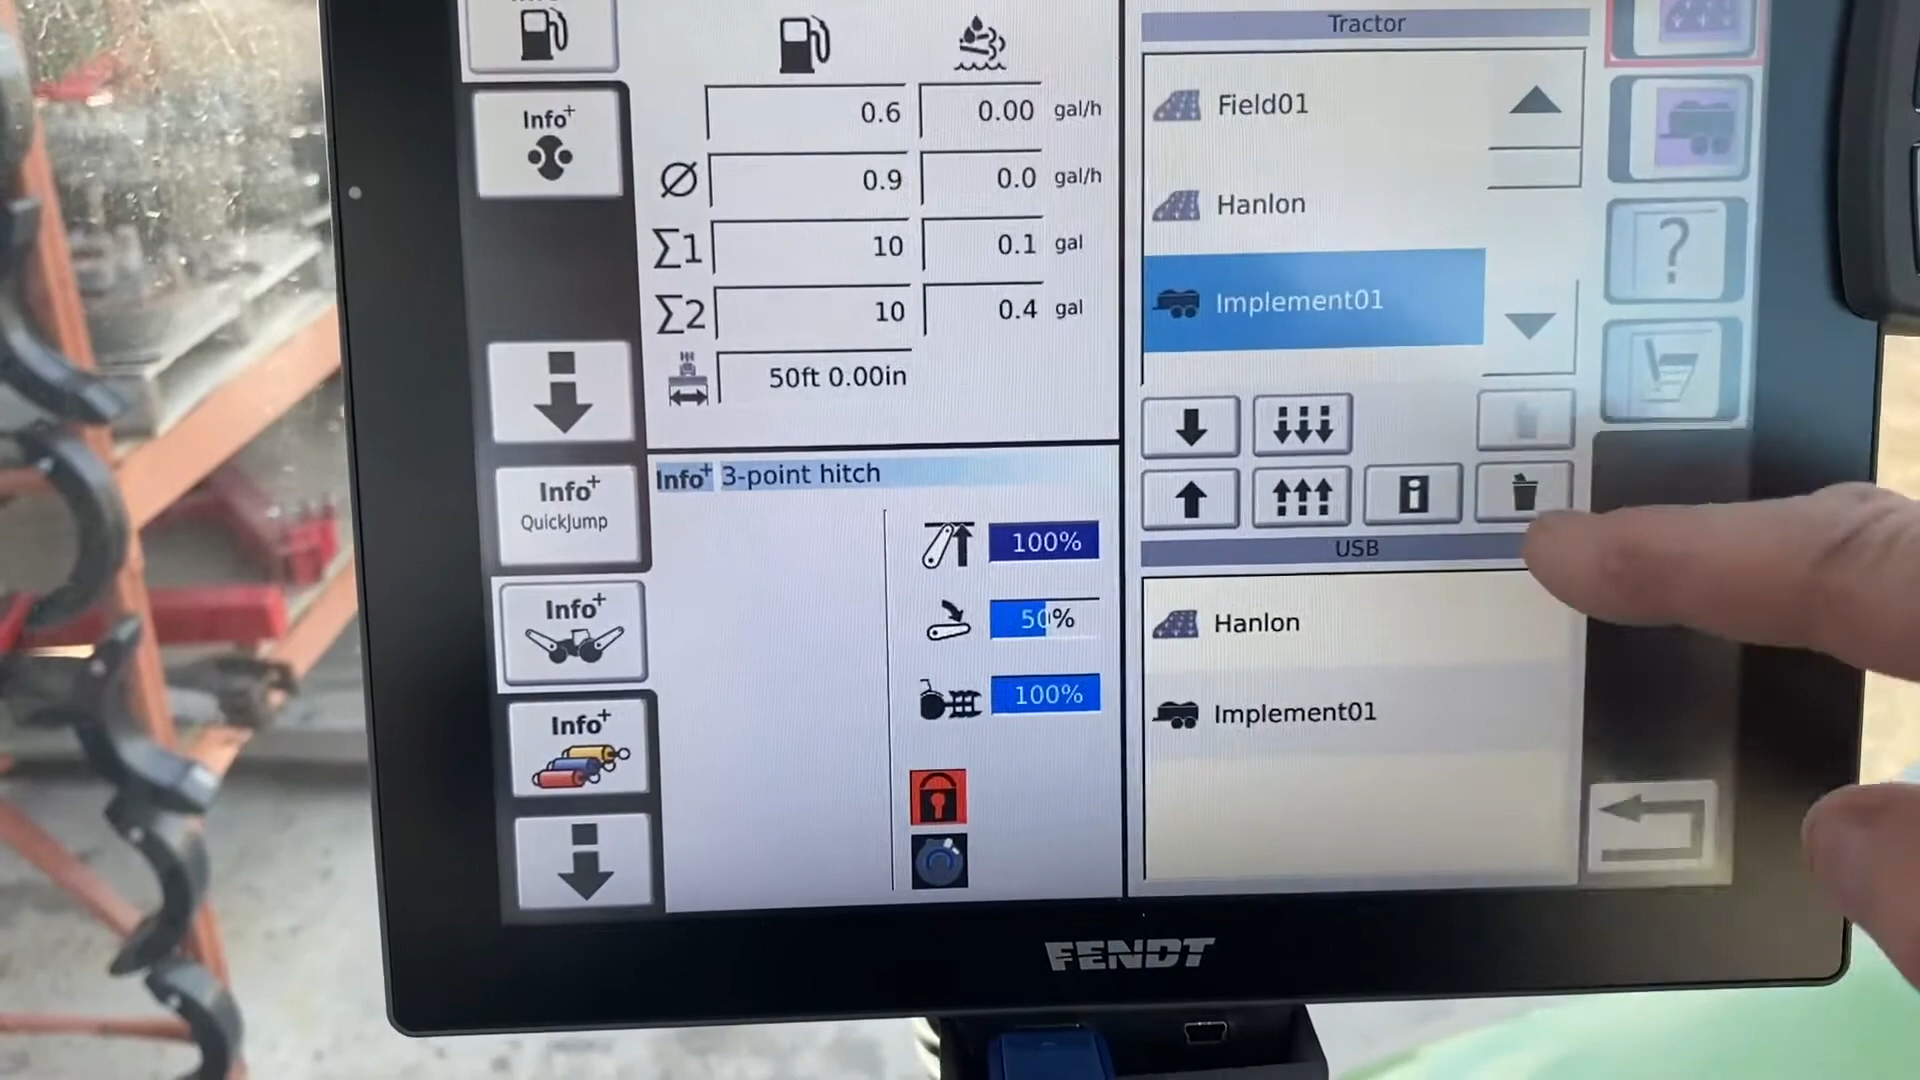 Tractor
Field01
Hanlon
Implement01
USB
Hanlon
Implement01
0.6 0.00 gal/h
Ø 0.9 0.0 gal/h
Σ1 10 0.1 gal
Σ2 10 0.4 gal
50ft 0.00in
Info+ 3-point hitch
100%
50%
100%
Info+
Info+
QuickJump
Info+
Info+
?
i
FENDT